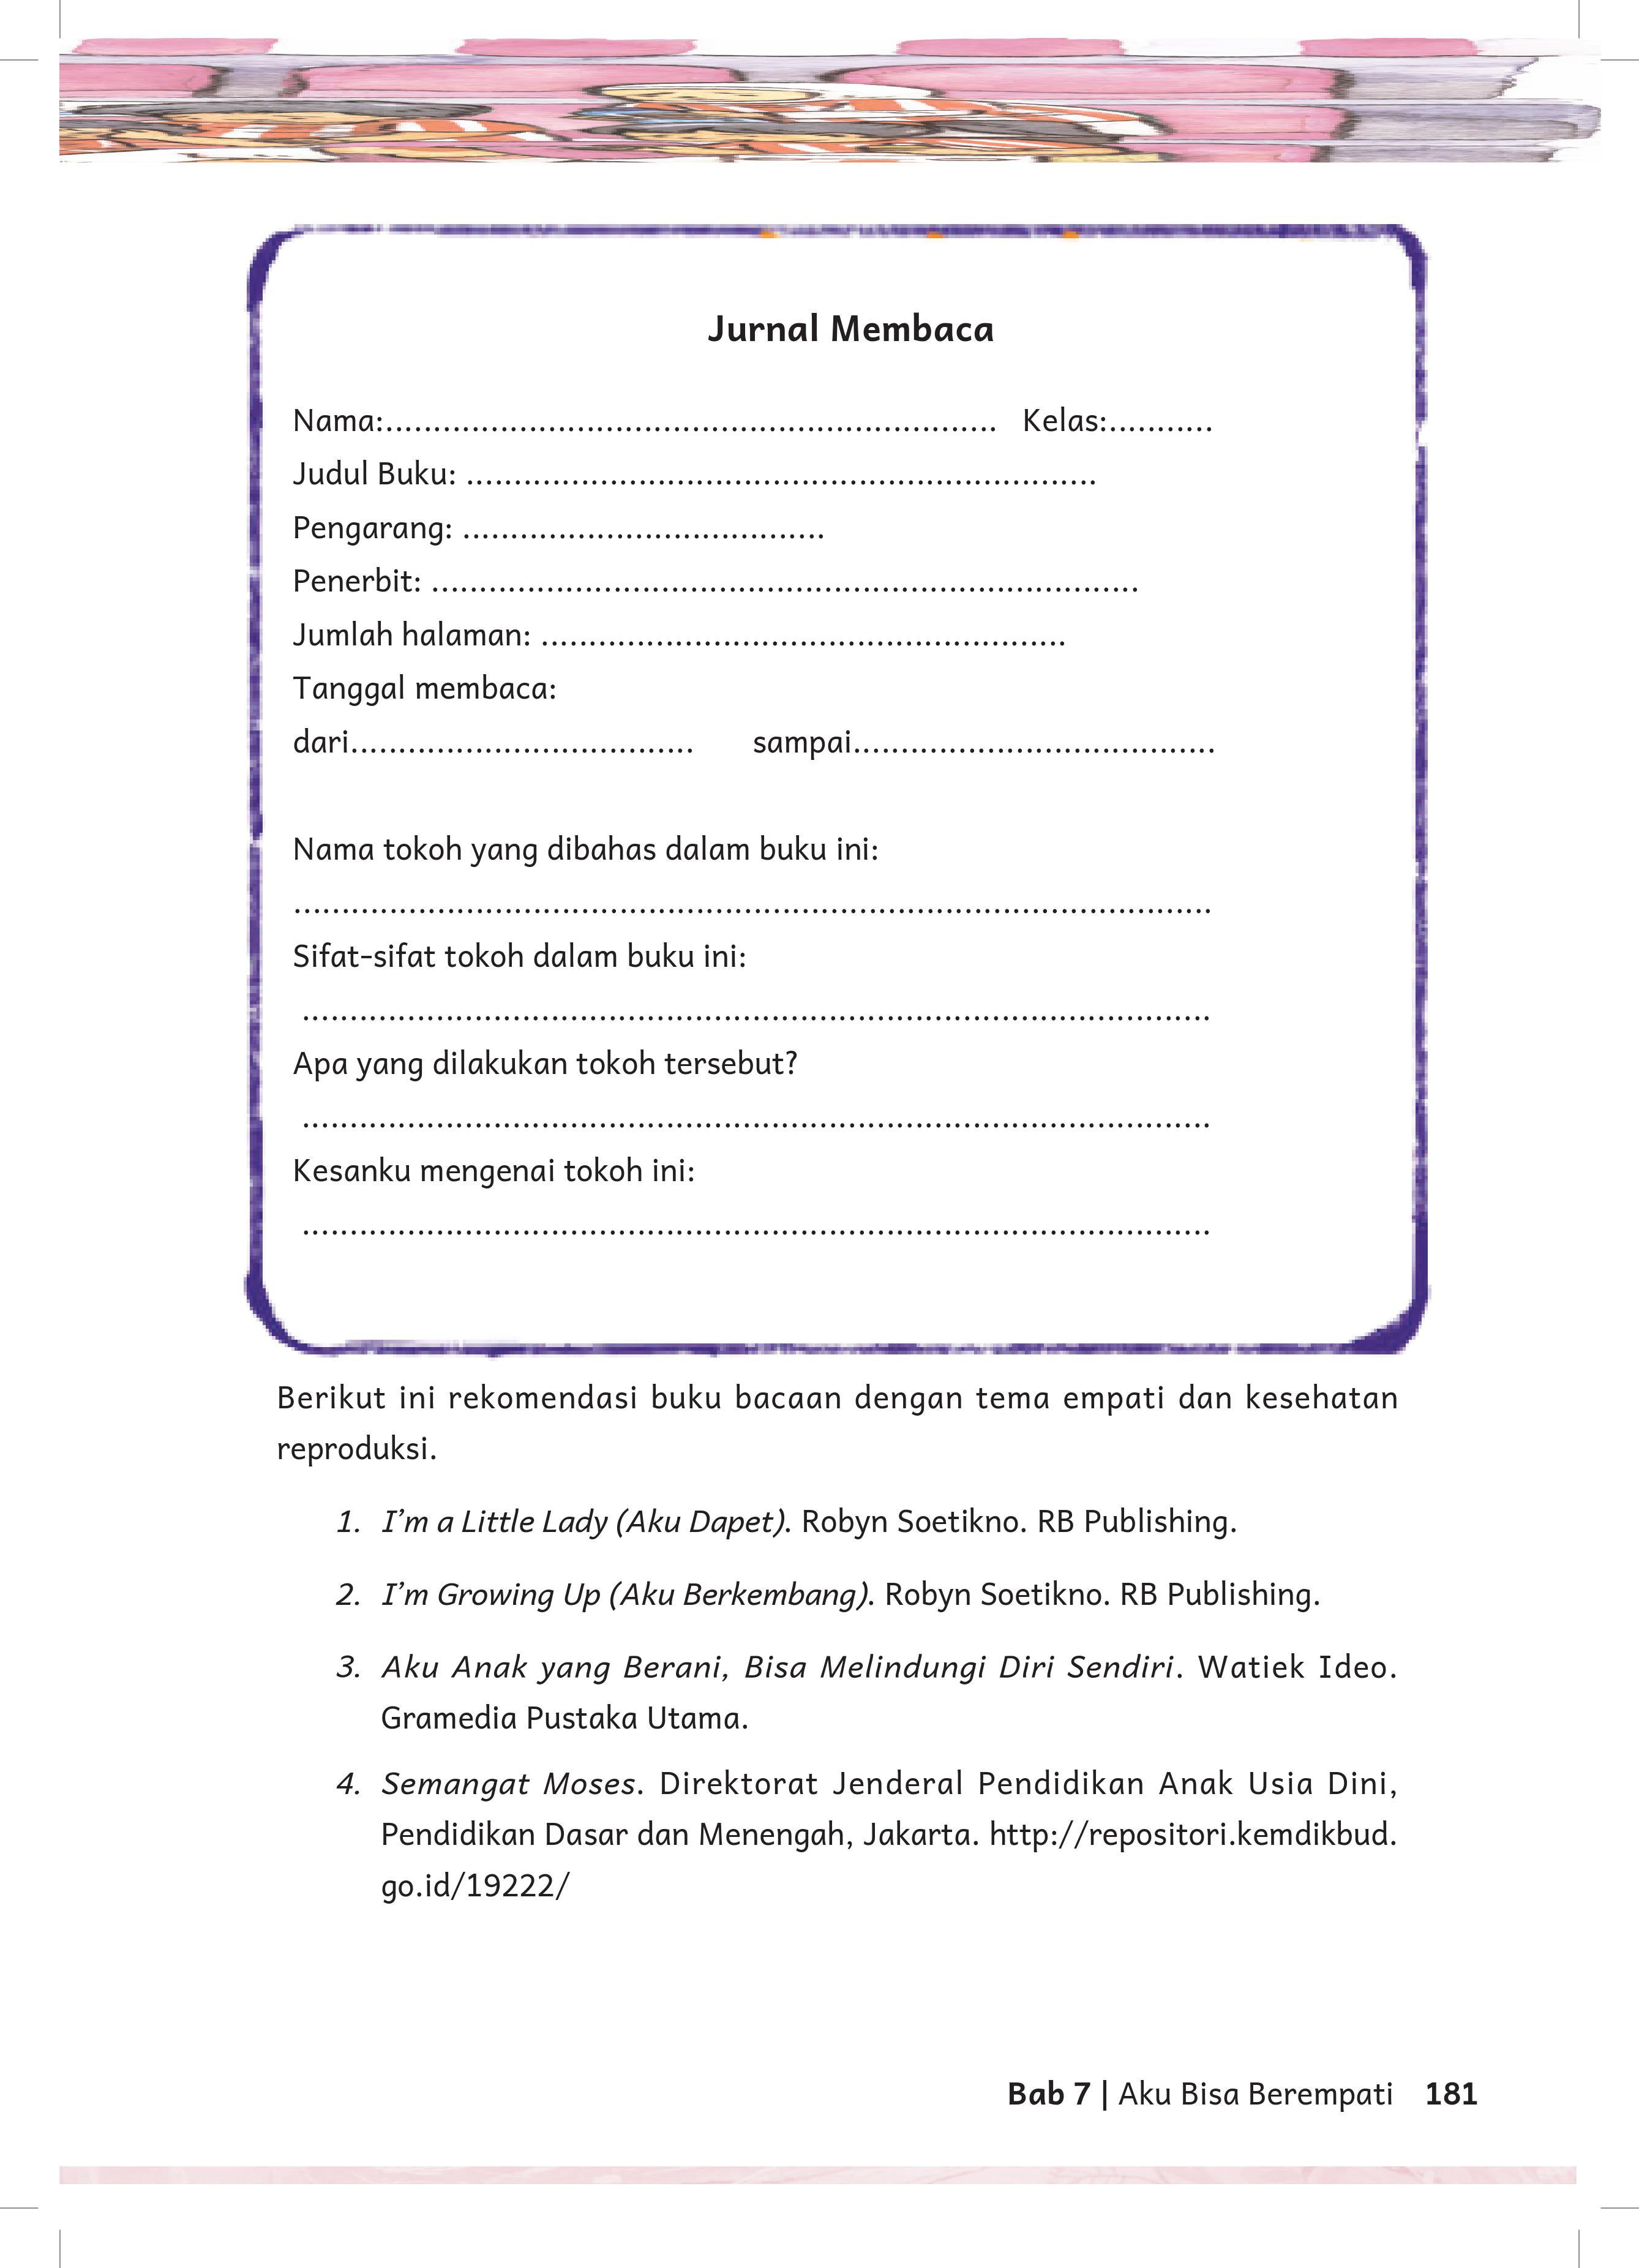 Jurnal Membaca
Nama:................................................................ Kelas:...........
Judul Buku: ..................................................................
Pengarang: ......................................
Penerbit: ..........................................................................
Jumlah halaman: .......................................................
Tanggal membaca:
dari.................................... sampai......................................
Nama tokoh yang dibahas dalam buku ini:
................................................................................................
Sifat-sifat tokoh dalam buku ini:
...............................................................................................
Apa yang dilakukan tokoh tersebut?
...............................................................................................
Kesanku mengenai tokoh ini:
...............................................................................................
Berikut ini rekomendasi buku bacaan dengan tema empati dan kesehatan
reproduksi.
1. I’m a Little Lady (Aku Dapet). Robyn Soetikno. RB Publishing.
2. I’m Growing Up (Aku Berkembang). Robyn Soetikno. RB Publishing.
3. Aku Anak yang Berani, Bisa Melindungi Diri Sendiri. Watiek Ideo.
Gramedia Pustaka Utama.
4. Semangat Moses. Direktorat Jenderal Pendidikan Anak Usia Dini,
Pendidikan Dasar dan Menengah, Jakarta. http://repositori.kemdikbud.
go.id/19222/
Bab 7 | Aku Bisa Berempati 181